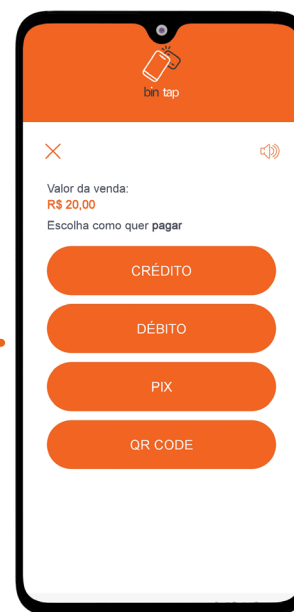 bin tap
Valor da venda:
R$ 20,00
Escolha como quer pagar
CRÉDITO
DÉBITO
PIX
QR CODE